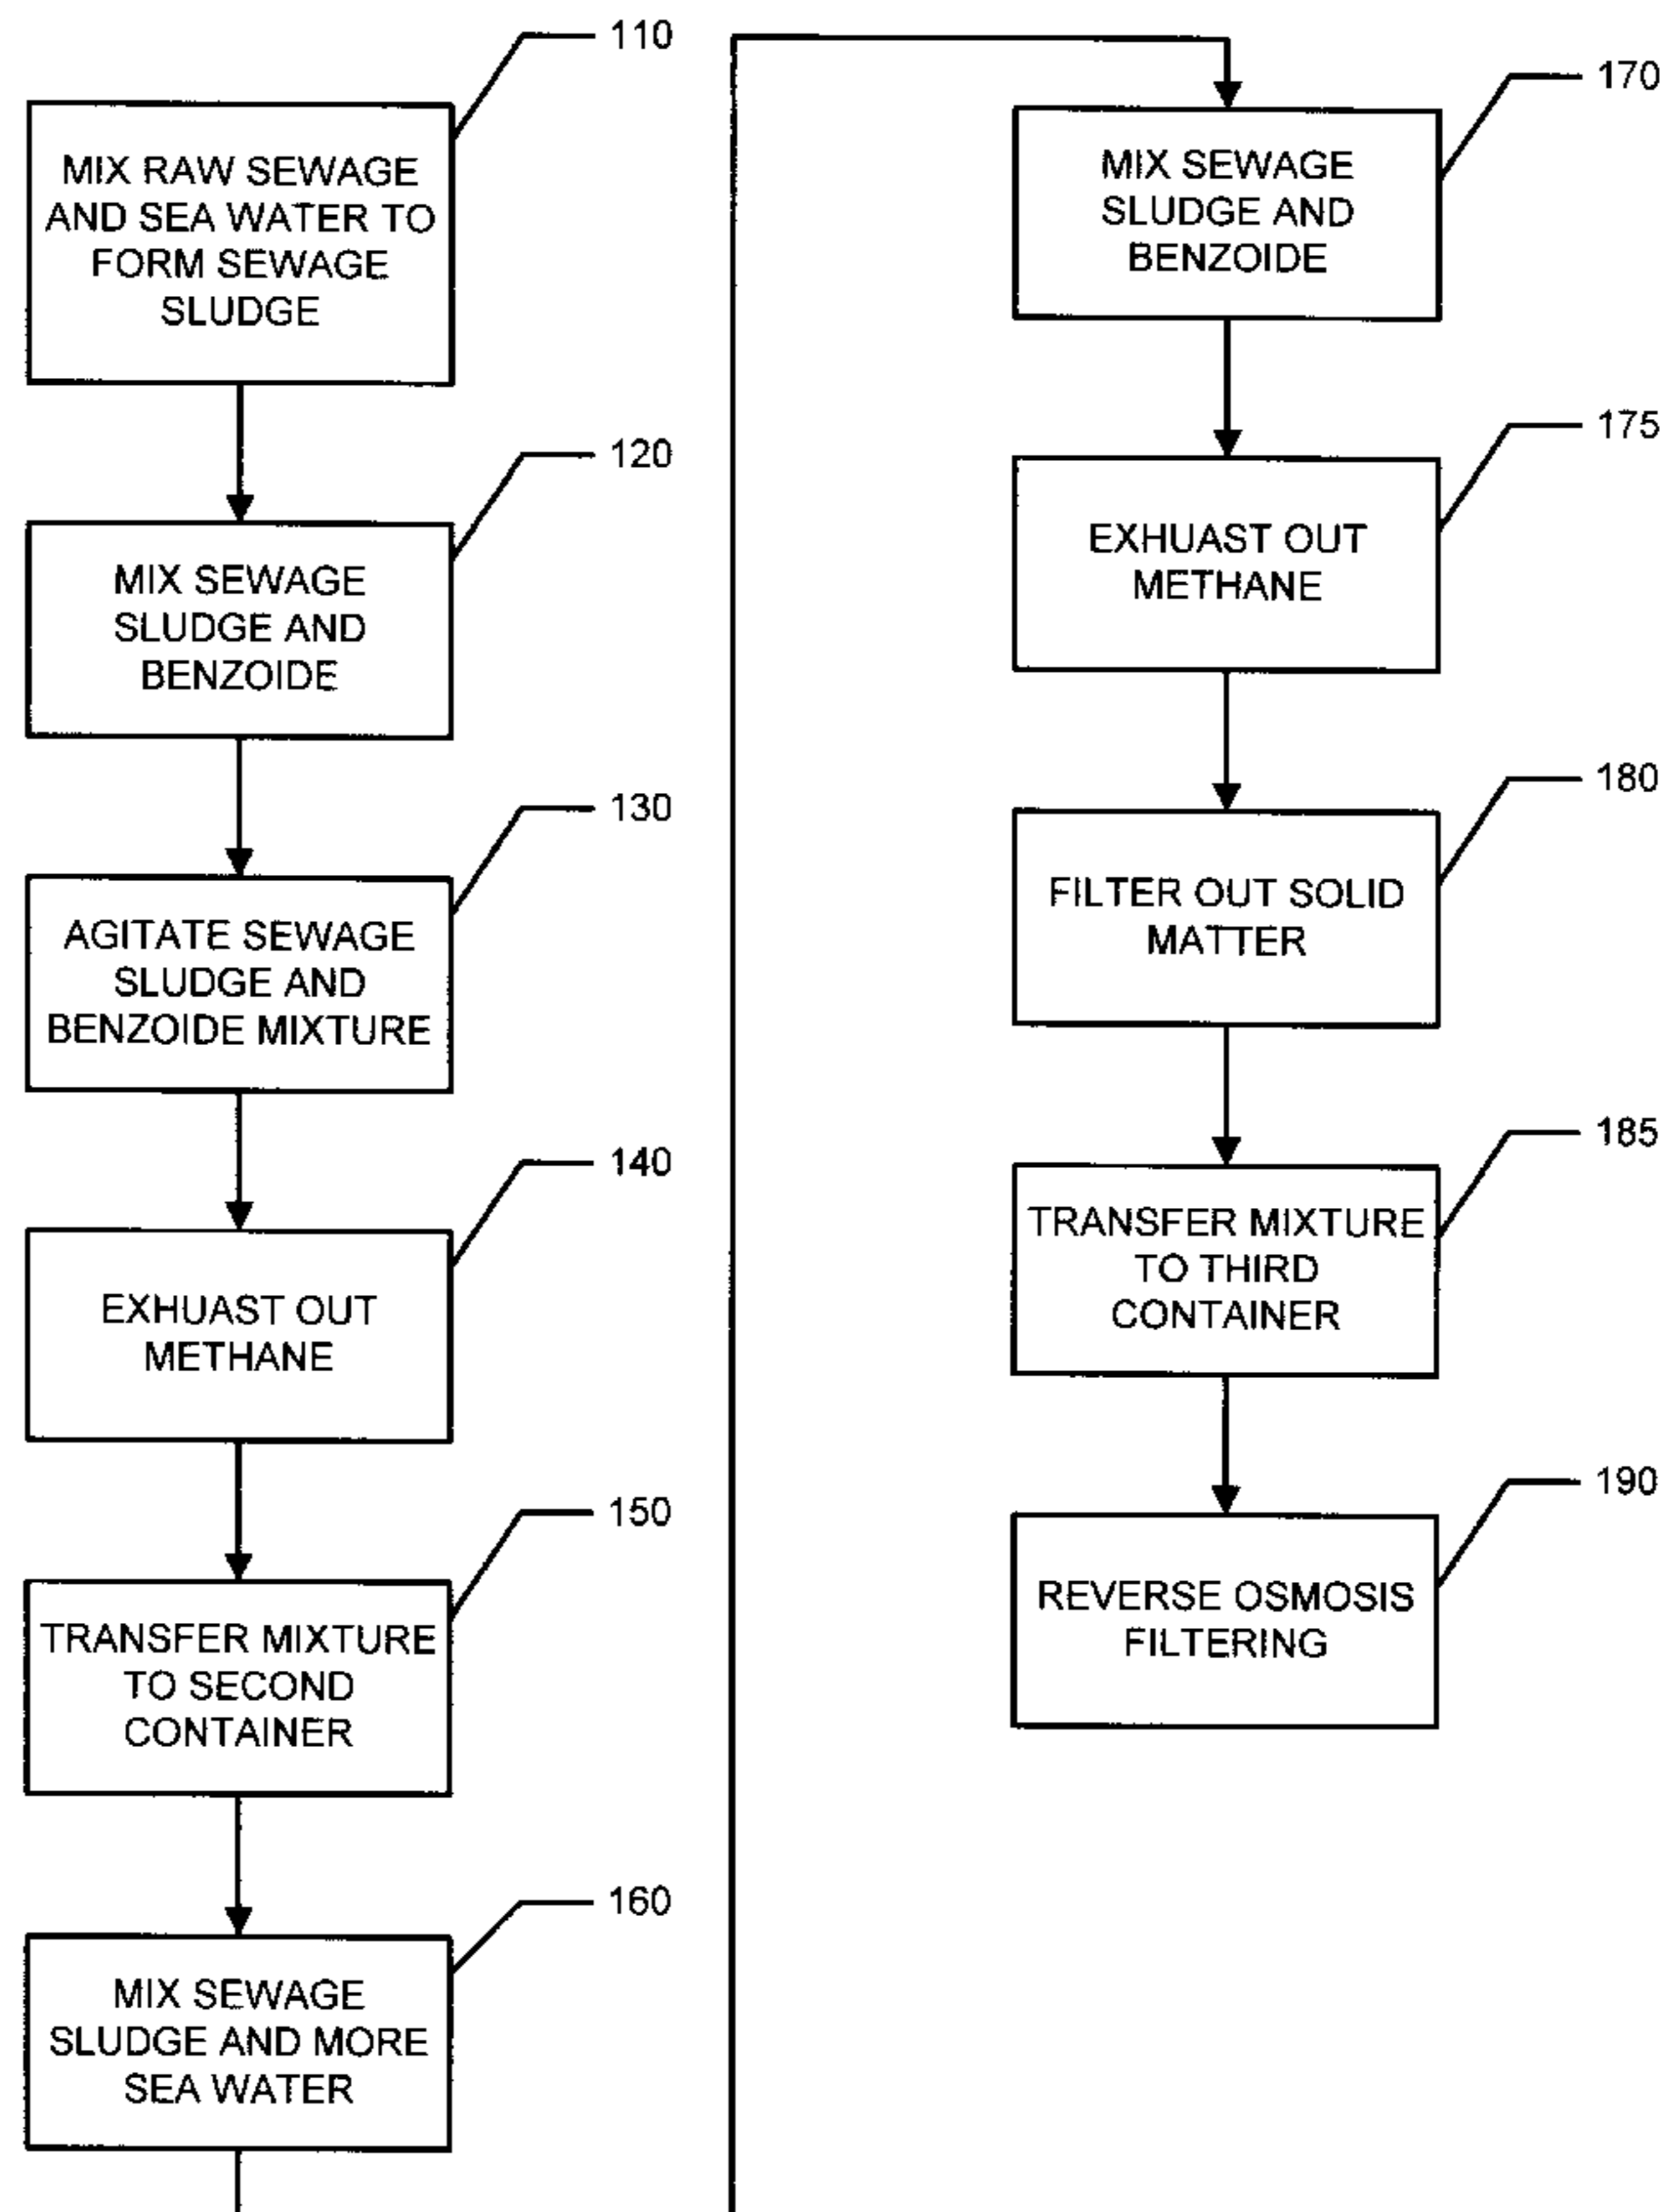 110
MIX RAW SEWAGE
AND SEA WATER TO
FORM SEWAGE
SLUDGE
120
MIX SEWAGE
SLUDGE AND
BENZOIDE
130
AGITATE SEWAGE
SLUDGE AND
BENZOIDE MIXTURE
140
EXHUAST OUT
METHANE
150
TRANSFER MIXTURE
TO SECOND
CONTAINER
160
MIX SEWAGE
SLUDGE AND MORE
SEA WATER
170
MIX SEWAGE
SLUDGE AND
BENZOIDE
175
EXHUAST OUT
METHANE
180
FILTER OUT SOLID
MATTER
185
TRANSFER MIXTURE
TO THIRD
CONTAINER
190
REVERSE OSMOSIS
FILTERING